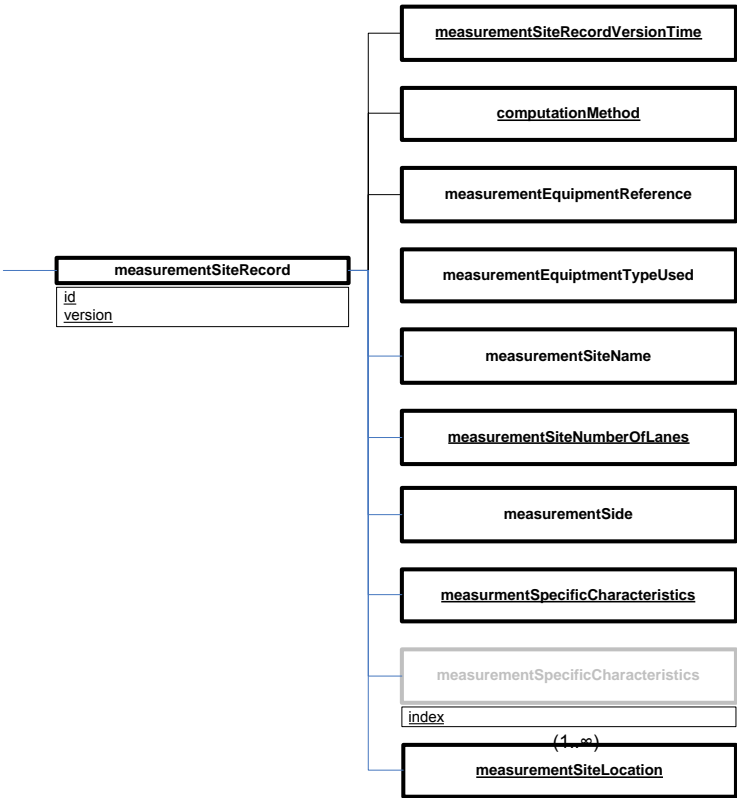 measurementSiteRecordVersionTime
computationMethod
measurementEquipmentReference
measurementSiteRecord
id
version
measurementEquiptmentTypeUsed
measurementSiteName
measurementSiteNumberOfLanes
measurementSide
measurmentSpecificCharacteristics
measurementSpecificCharacteristics
index
(1..∞)
measurementSiteLocation